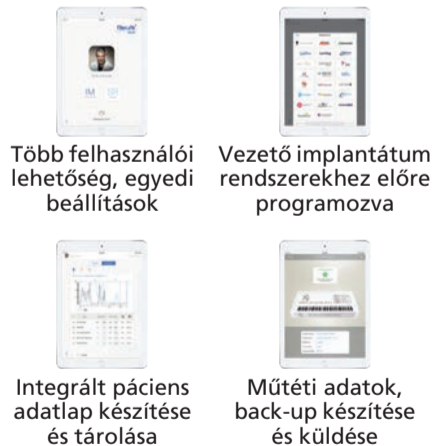 Több felhasználói
lehetőség, egyedi
beállítások
Vezető implantátum
rendszerekhez előre
programozva
Integrált páciens
adatlap készítése
és tárolása
Műtéti adatok,
back-up készítése
és küldése